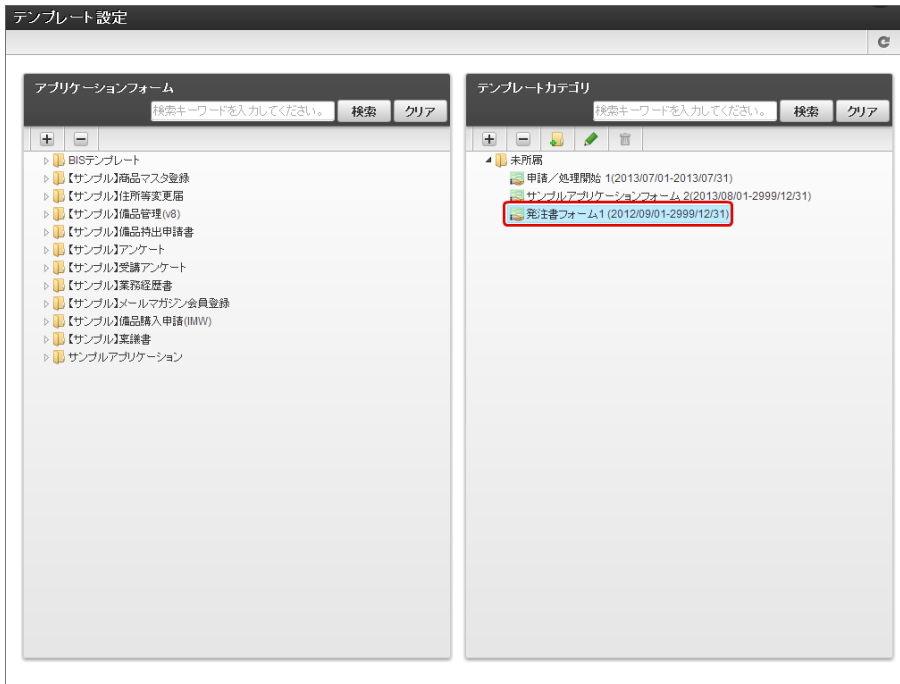 テンプレート設定
アプリケーションフォーム
検索キーワードを入力してください。 検索 クリア
BISテンプレート
【サンプル】商品マスタ登録
【サンプル】住所等変更届
【サンプル】備品管理(v8)
【サンプル】備品持出申請書
【サンプル】アンケート
【サンプル】受講アンケート
【サンプル】業務経歴書
【サンプル】メールマガジン会員登録
【サンプル】備品購入申請(IMW)
【サンプル】稟議書
サンプルアプリケーション
テンプレートカテゴリ
検索キーワードを入力してください。 検索 クリア
未所属
申請／処理開始 1(2013/07/01-2013/07/31)
サンプルアプリケーションフォーム 2(2013/08/01-2999/12/31)
発注書フォーム1 (2012/09/01-2999/12/31)